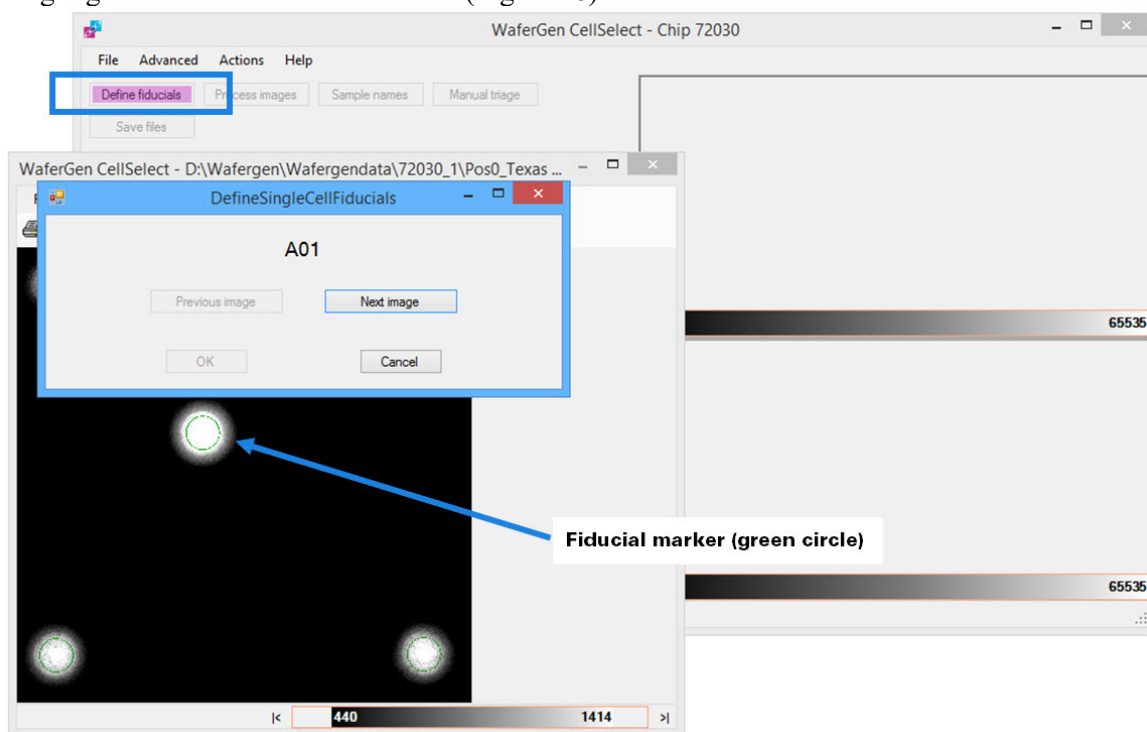 WaferGen CellSelect - Chip 72030
File Advanced Actions Help
Define fiducials Process images Sample names Manual triage
Save files
WaferGen CellSelect - D:\Wafergen\Wafergendata\72030_1\Pos0_Texas ...
DefineSingleCellFiducials
A01
Previous image Next image
OK Cancel
65535
Fiducial marker (green circle)
65535
|< 440 1414 >|